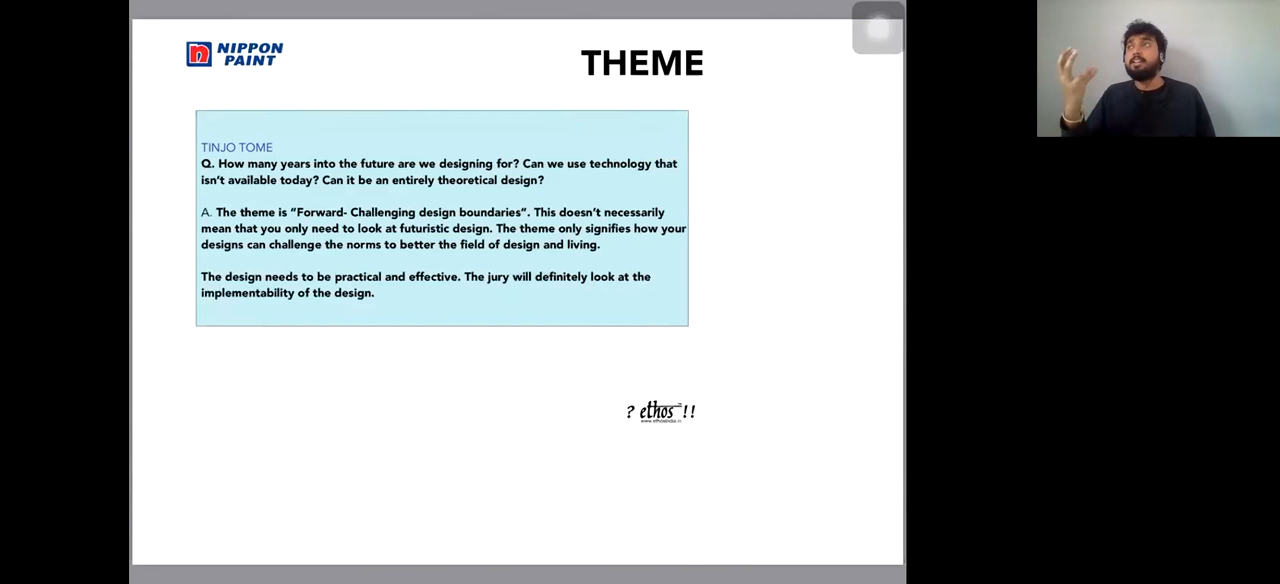 NIPPON
PAINT
THEME
TINJO TOME
Q. How many years into the future are we designing for? Can we use technology that
isn't available today? Can it be an entirely theoretical design?
A. The theme is "Forward- Challenging design boundaries". This doesn't necessarily
mean that you only need to look at futuristic design. The theme only signifies how your
designs can challenge the norms to better the field of design and living.
The design needs to be practical and effective. The jury will definitely look at the
implementability of the design.
? ethos !!
www.ethosindia.in